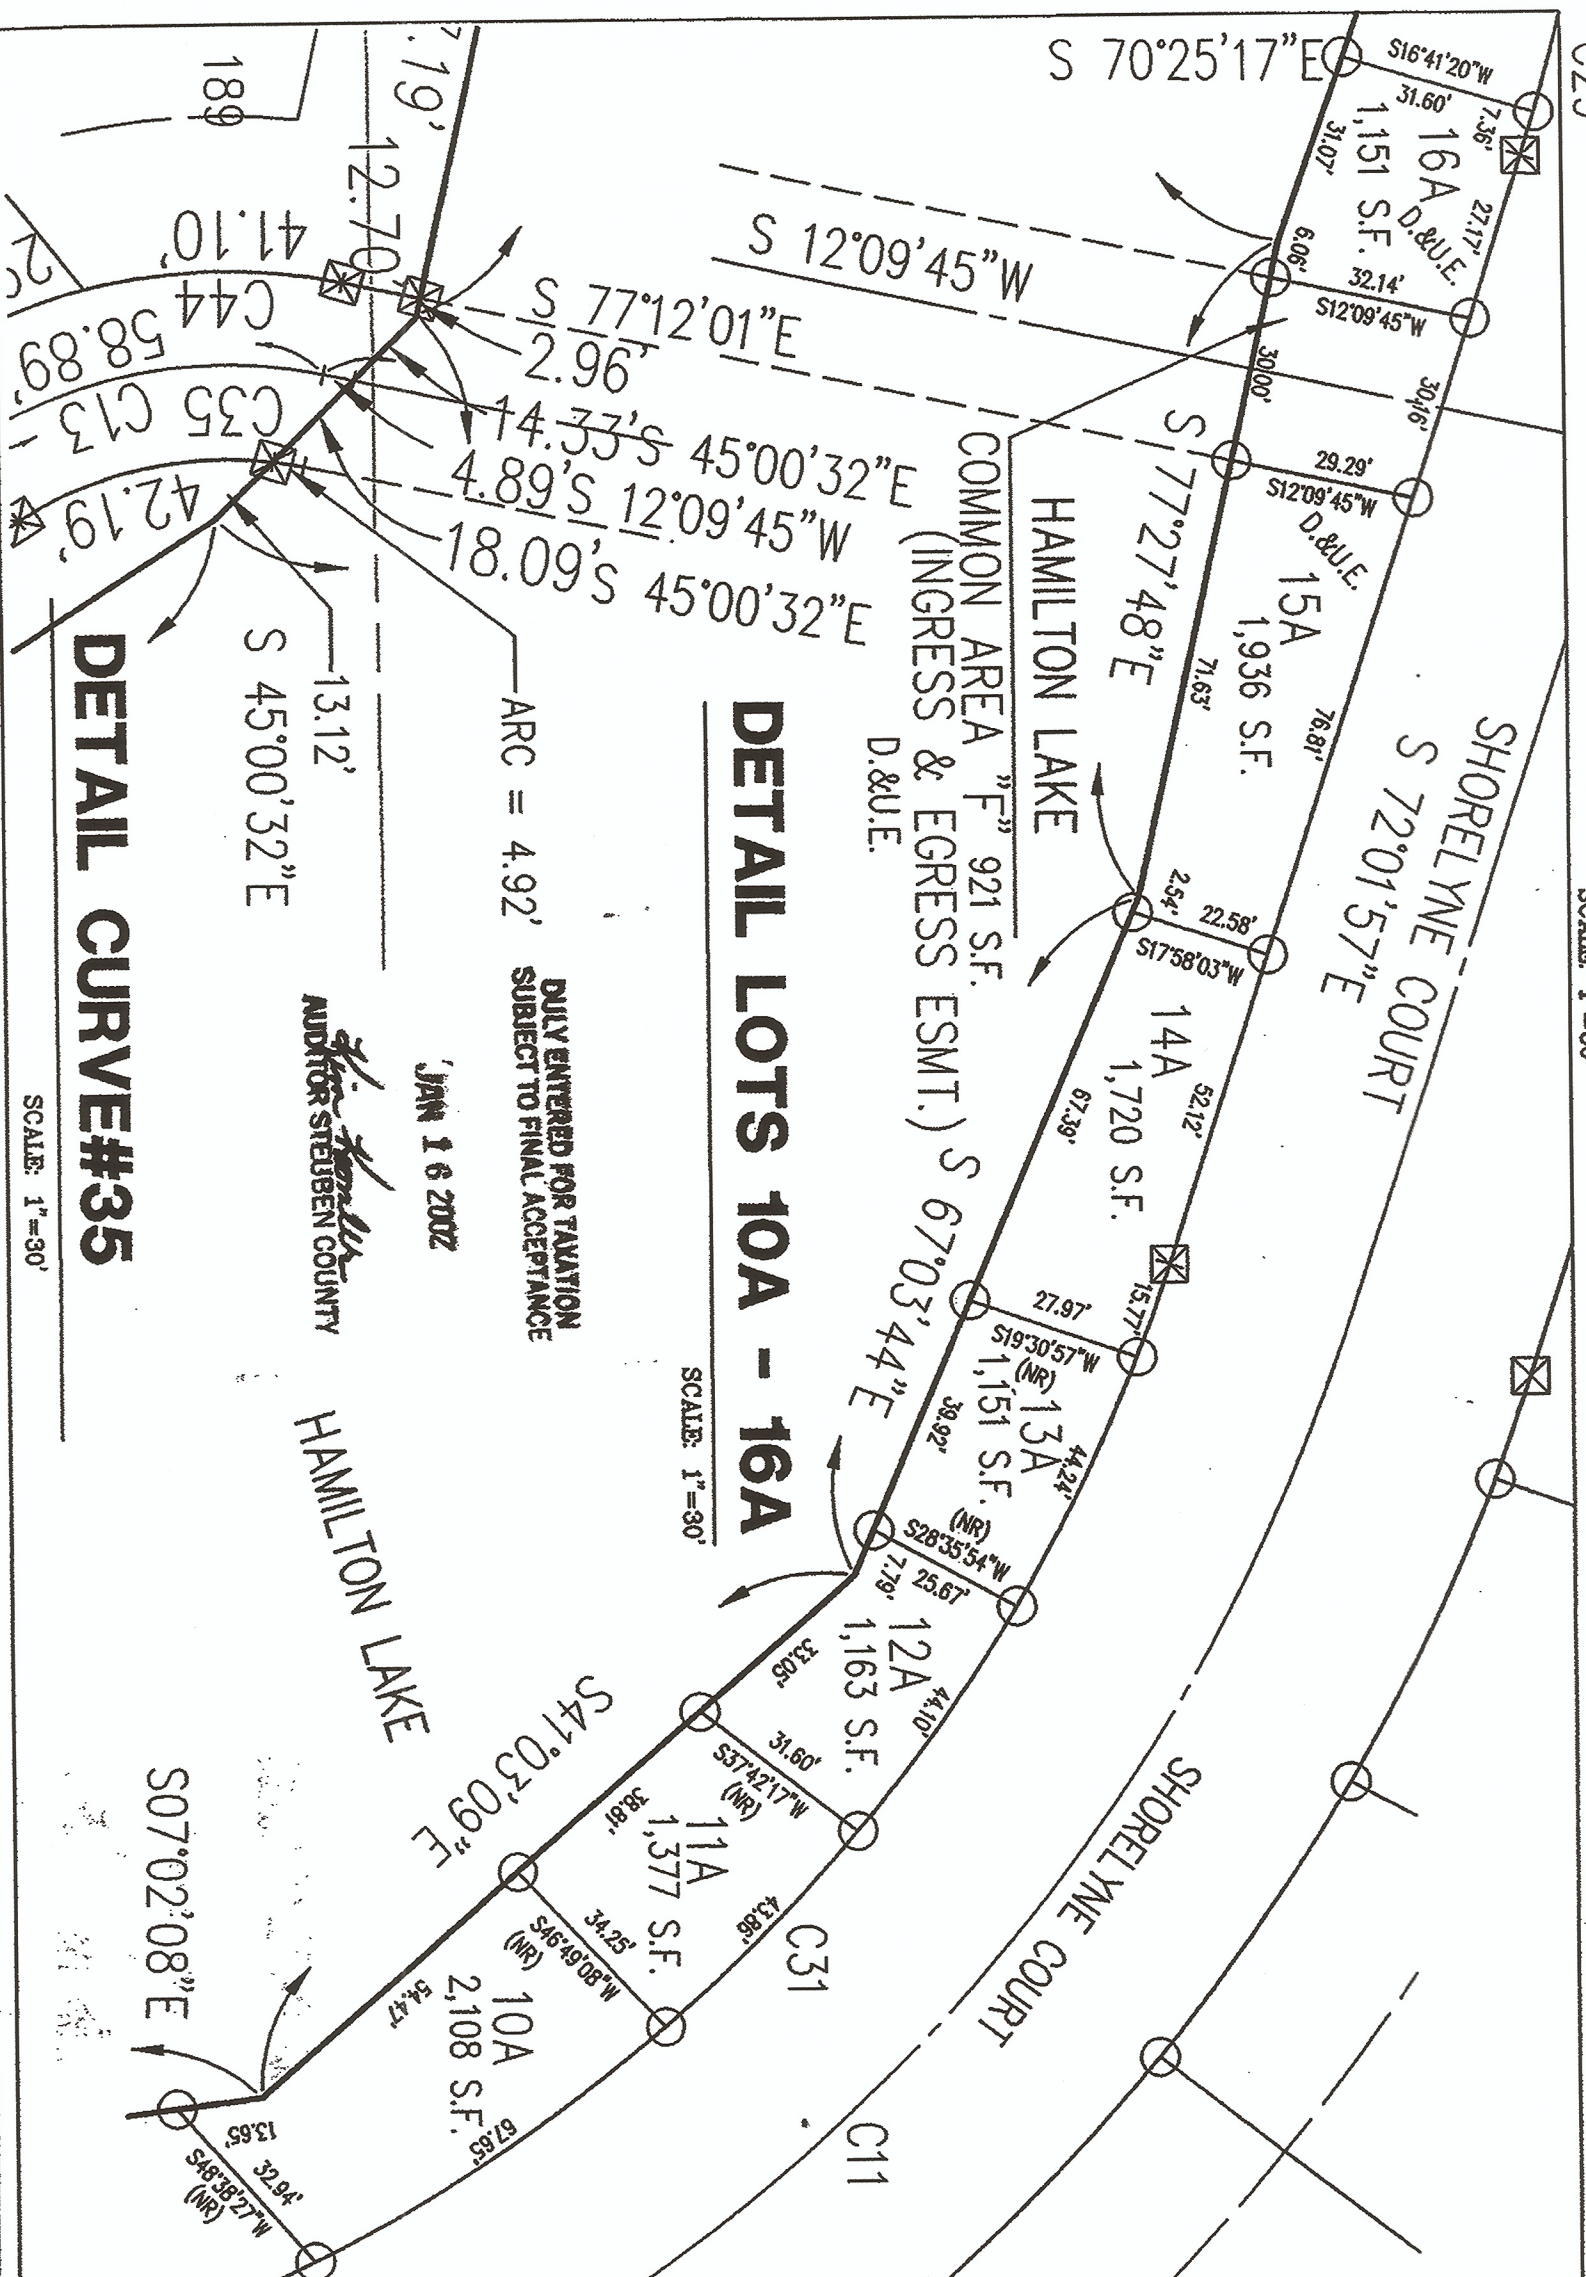 S 70°25'17"E
S16°41'20"W
31.60'
7.36'
16A
1,151 S.F.
D.&U.E.
27.17'
31.07'
6.06'
32.14'
S12°09'45"W
S 12°09'45"W
30.00'
30.16'
29.29'
S12°09'45"W
D.&U.E.
15A
1,936 S.F.
76.81'
71.63'
S 77°27'48"E
HAMILTON LAKE
COMMON AREA "F" 921 S.F.
(INGRESS & EGRESS ESMT.)
D.&U.E.
SHORELYNE COURT
S 72°01'57"E
2.54'
22.58'
S17°58'03"W
14A
1,720 S.F.
52.12'
67.39'
S 67°03'44"E
15.77'
27.97'
S19°30'57"W
(NR)
13A
1,151 S.F.
44.24'
39.92'
(NR)
S28°35'54"W
25.67'
7.79'
12A
1,163 S.F.
44.10'
33.05'
31.60'
S37°42'17"W
(NR)
11A
1,377 S.F.
43.86'
38.81'
S41°03'09"E
C31
34.25'
S46°49'08"W
(NR)
10A
2,108 S.F.
67.65'
54.47'
C11
SHORELYNE COURT
13.65'
32.94'
S48°38'27"W
(NR)
S07°02'08"E
HAMILTON LAKE
DETAIL LOTS 10A - 16A
SCALE: 1"=30'
189
.19'
12.70
41.10'
C44
58.89'
C35
C13
42.19'
S 77°12'01"E
2.96'
14.33'S 45°00'32"E
4.89'S 12°09'45"W
18.09'S 45°00'32"E
ARC = 4.92'
13.12'
S 45°00'32"E
DULY ENTERED FOR TAXATION
SUBJECT TO FINAL ACCEPTANCE
JAN 16 2002
AUDITOR STEUBEN COUNTY
DETAIL CURVE#35
SCALE: 1"=30'